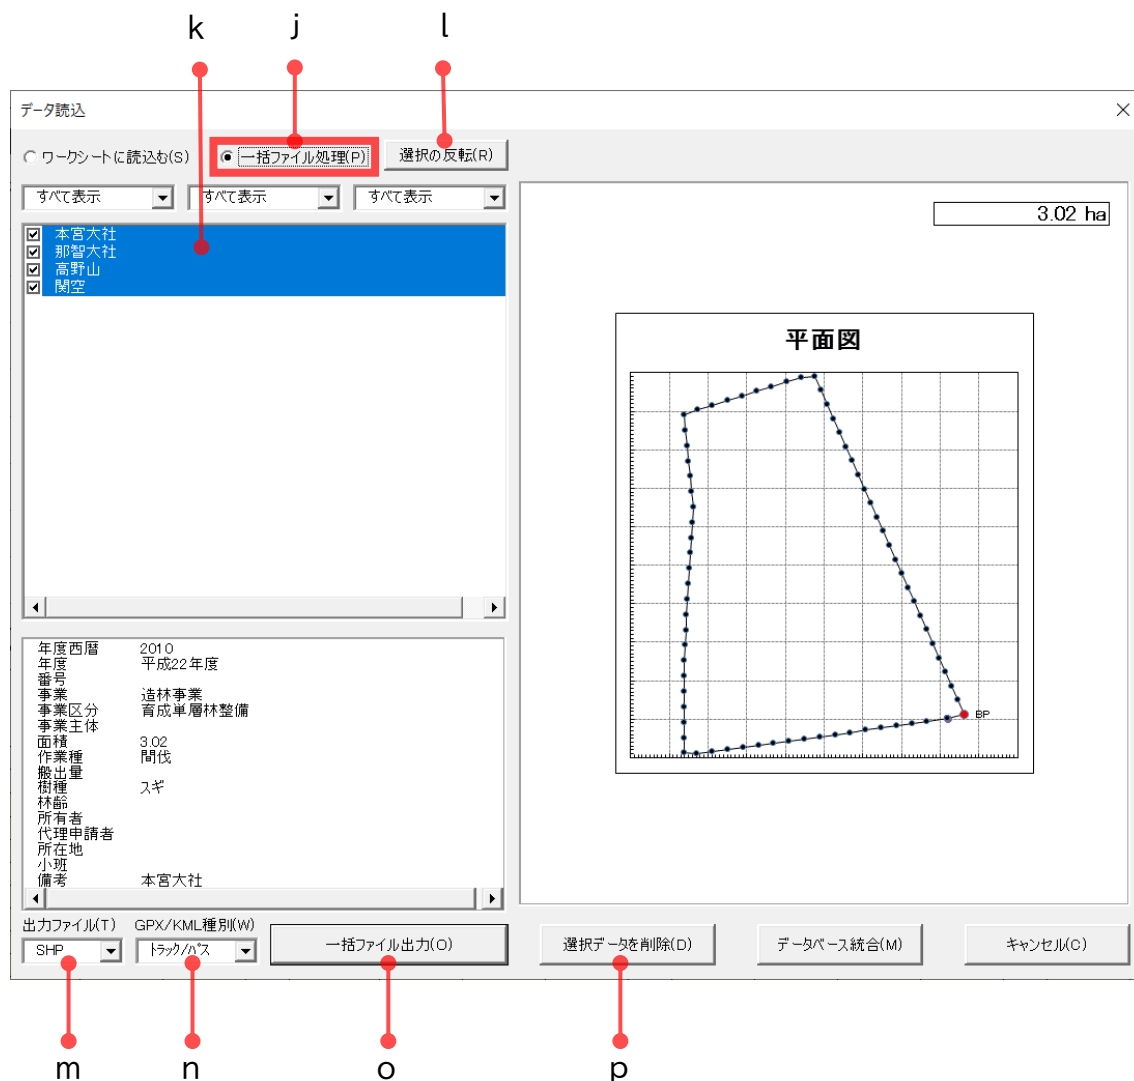 k j l
データ読込
ワークシートに読込む(S) 一括ファイル処理(P) 選択の反転(R)
すべて表示 すべて表示 すべて表示
本宮大社
那智大社
高野山
関空
3.02 ha
平面図
BP
年度西暦 2010
年度 平成22年度
番号
事業 造林事業
事業区分 育成単層林整備
事業主体
面積 3.02
作業種 間伐
搬出量
樹種 スギ
林齢
所有者
代理申請者
所在地
小班
備考 本宮大社
出力ファイル(T) GPX/KML種別(W)
SHP トラック/パス 一括ファイル出力(O) 選択データを削除(D) データベース統合(M) キャンセル(C)
m n o p